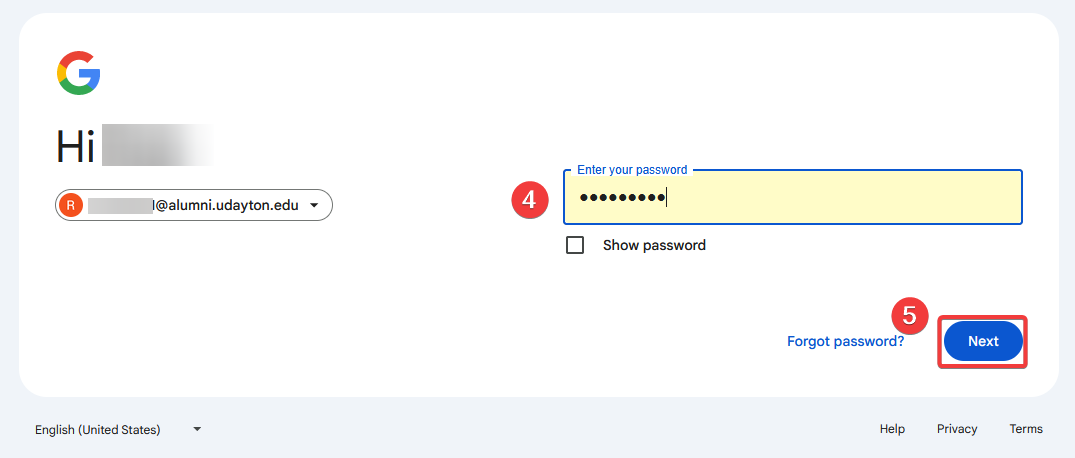 Hi
Enter your password
4
R
@alumni.udayton.edu
Show password
5
Forgot password?
Next
English (United States)
Help
Privacy
Terms